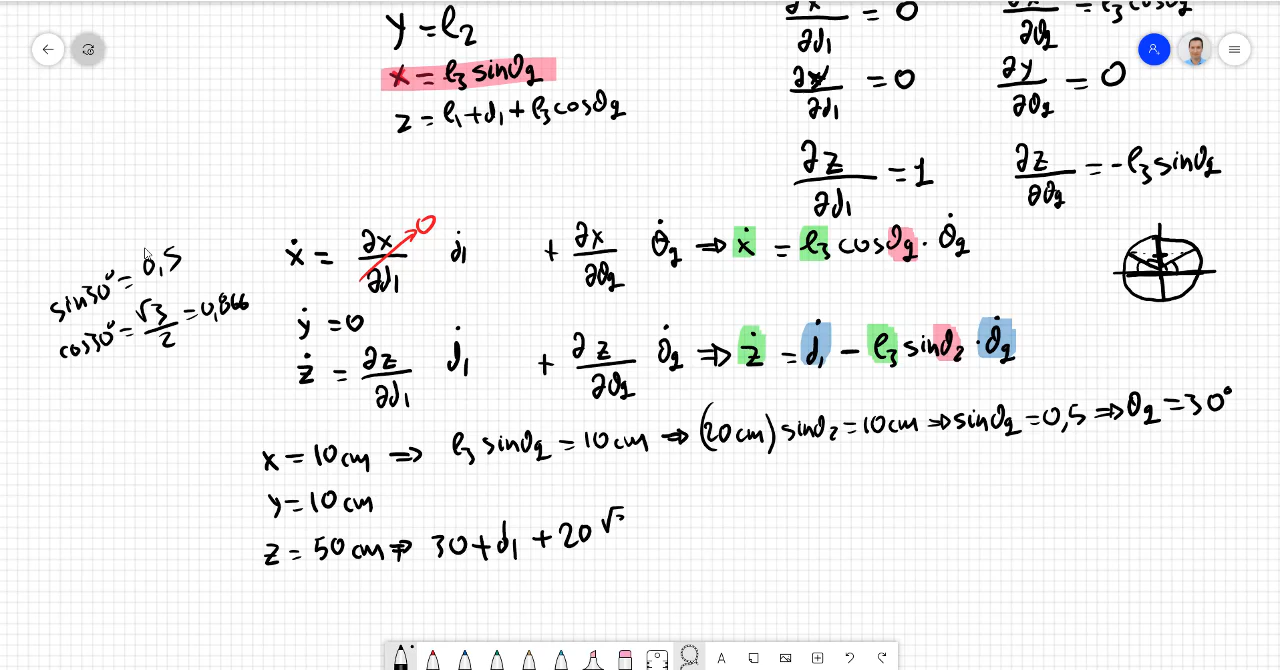 y = l₂
x = l₃ sinθ₂
z = l₁ + d₁ + l₃ cosθ₂
∂x/∂d₁ = 0
∂x/∂θ₂ = l₃ cosθ₂
∂y/∂d₁ = 0
∂y/∂θ₂ = 0
∂z/∂d₁ = 1
∂z/∂θ₂ = -l₃ sinθ₂
sin30° = 0,5
cos30° = √3/2 = 0,866
ẋ = ∂x/∂d₁ 0 ḋ₁ + ∂x/∂θ₂ θ̇₂ ⇒ ẋ = l₃ cosθ₂ · θ̇₂
ẏ = 0
ż = ∂z/∂d₁ ḋ₁ + ∂z/∂θ₂ θ̇₂ ⇒ ż = ḋ₁ - l₃ sinθ₂ · θ̇₂
x = 10 cm ⇒ l₃ sinθ₂ = 10 cm ⇒ (20 cm) sinθ₂ = 10 cm ⇒ sinθ₂ = 0,5 ⇒ θ₂ = 30°
y = 10 cm
z = 50 cm ⇒ 30 + d₁ + 20 √
A